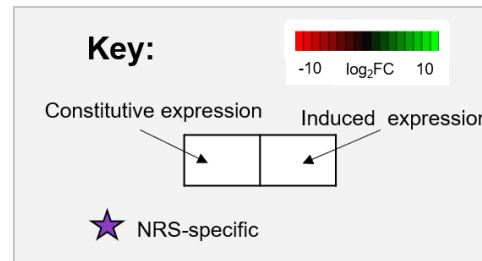 Key:
-10 log₂FC 10
Constitutive expression
Induced expression
NRS-specific